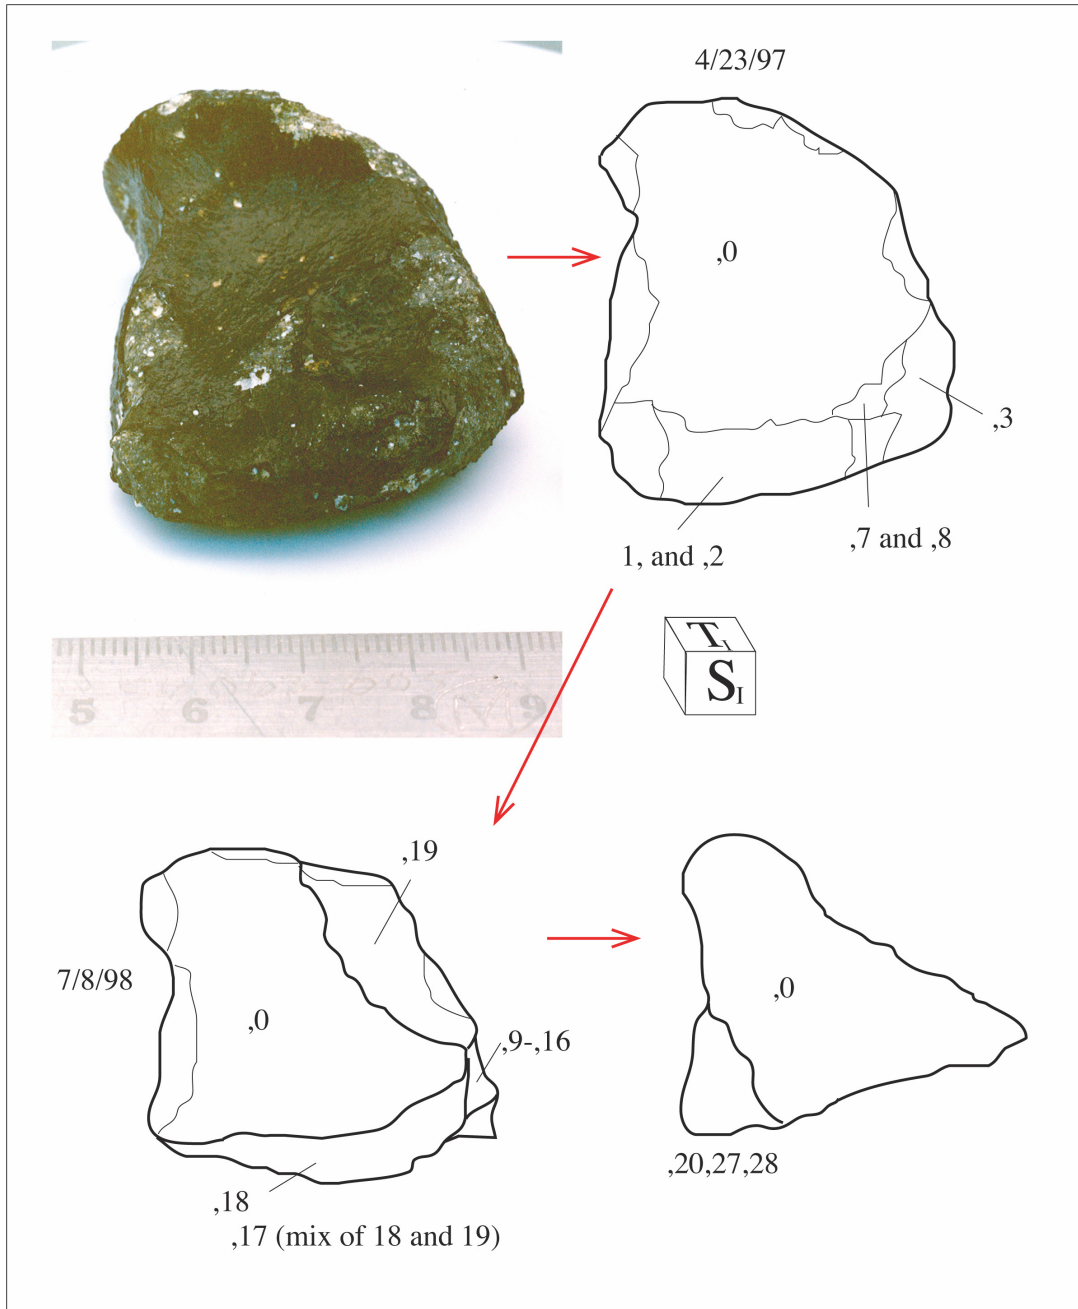 4/23/97
,0
,3
,7 and ,8
1, and ,2
T I
S I
5 6 7 8 9
,19
7/8/98
,0
,9-,16
,0
,20,27,28
,18
,17 (mix of 18 and 19)